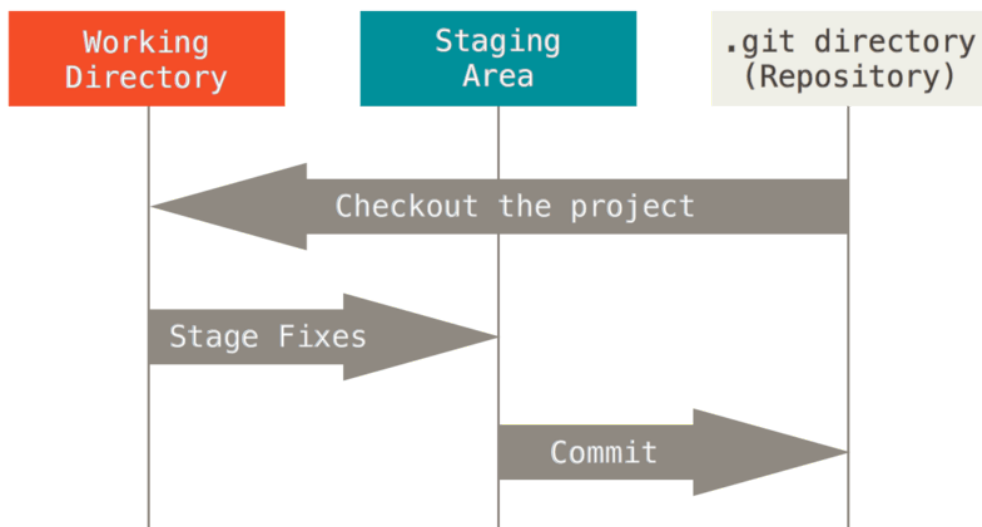 Working
Directory
Staging
Area
.git directory
(Repository)
Checkout the project
Stage Fixes
Commit